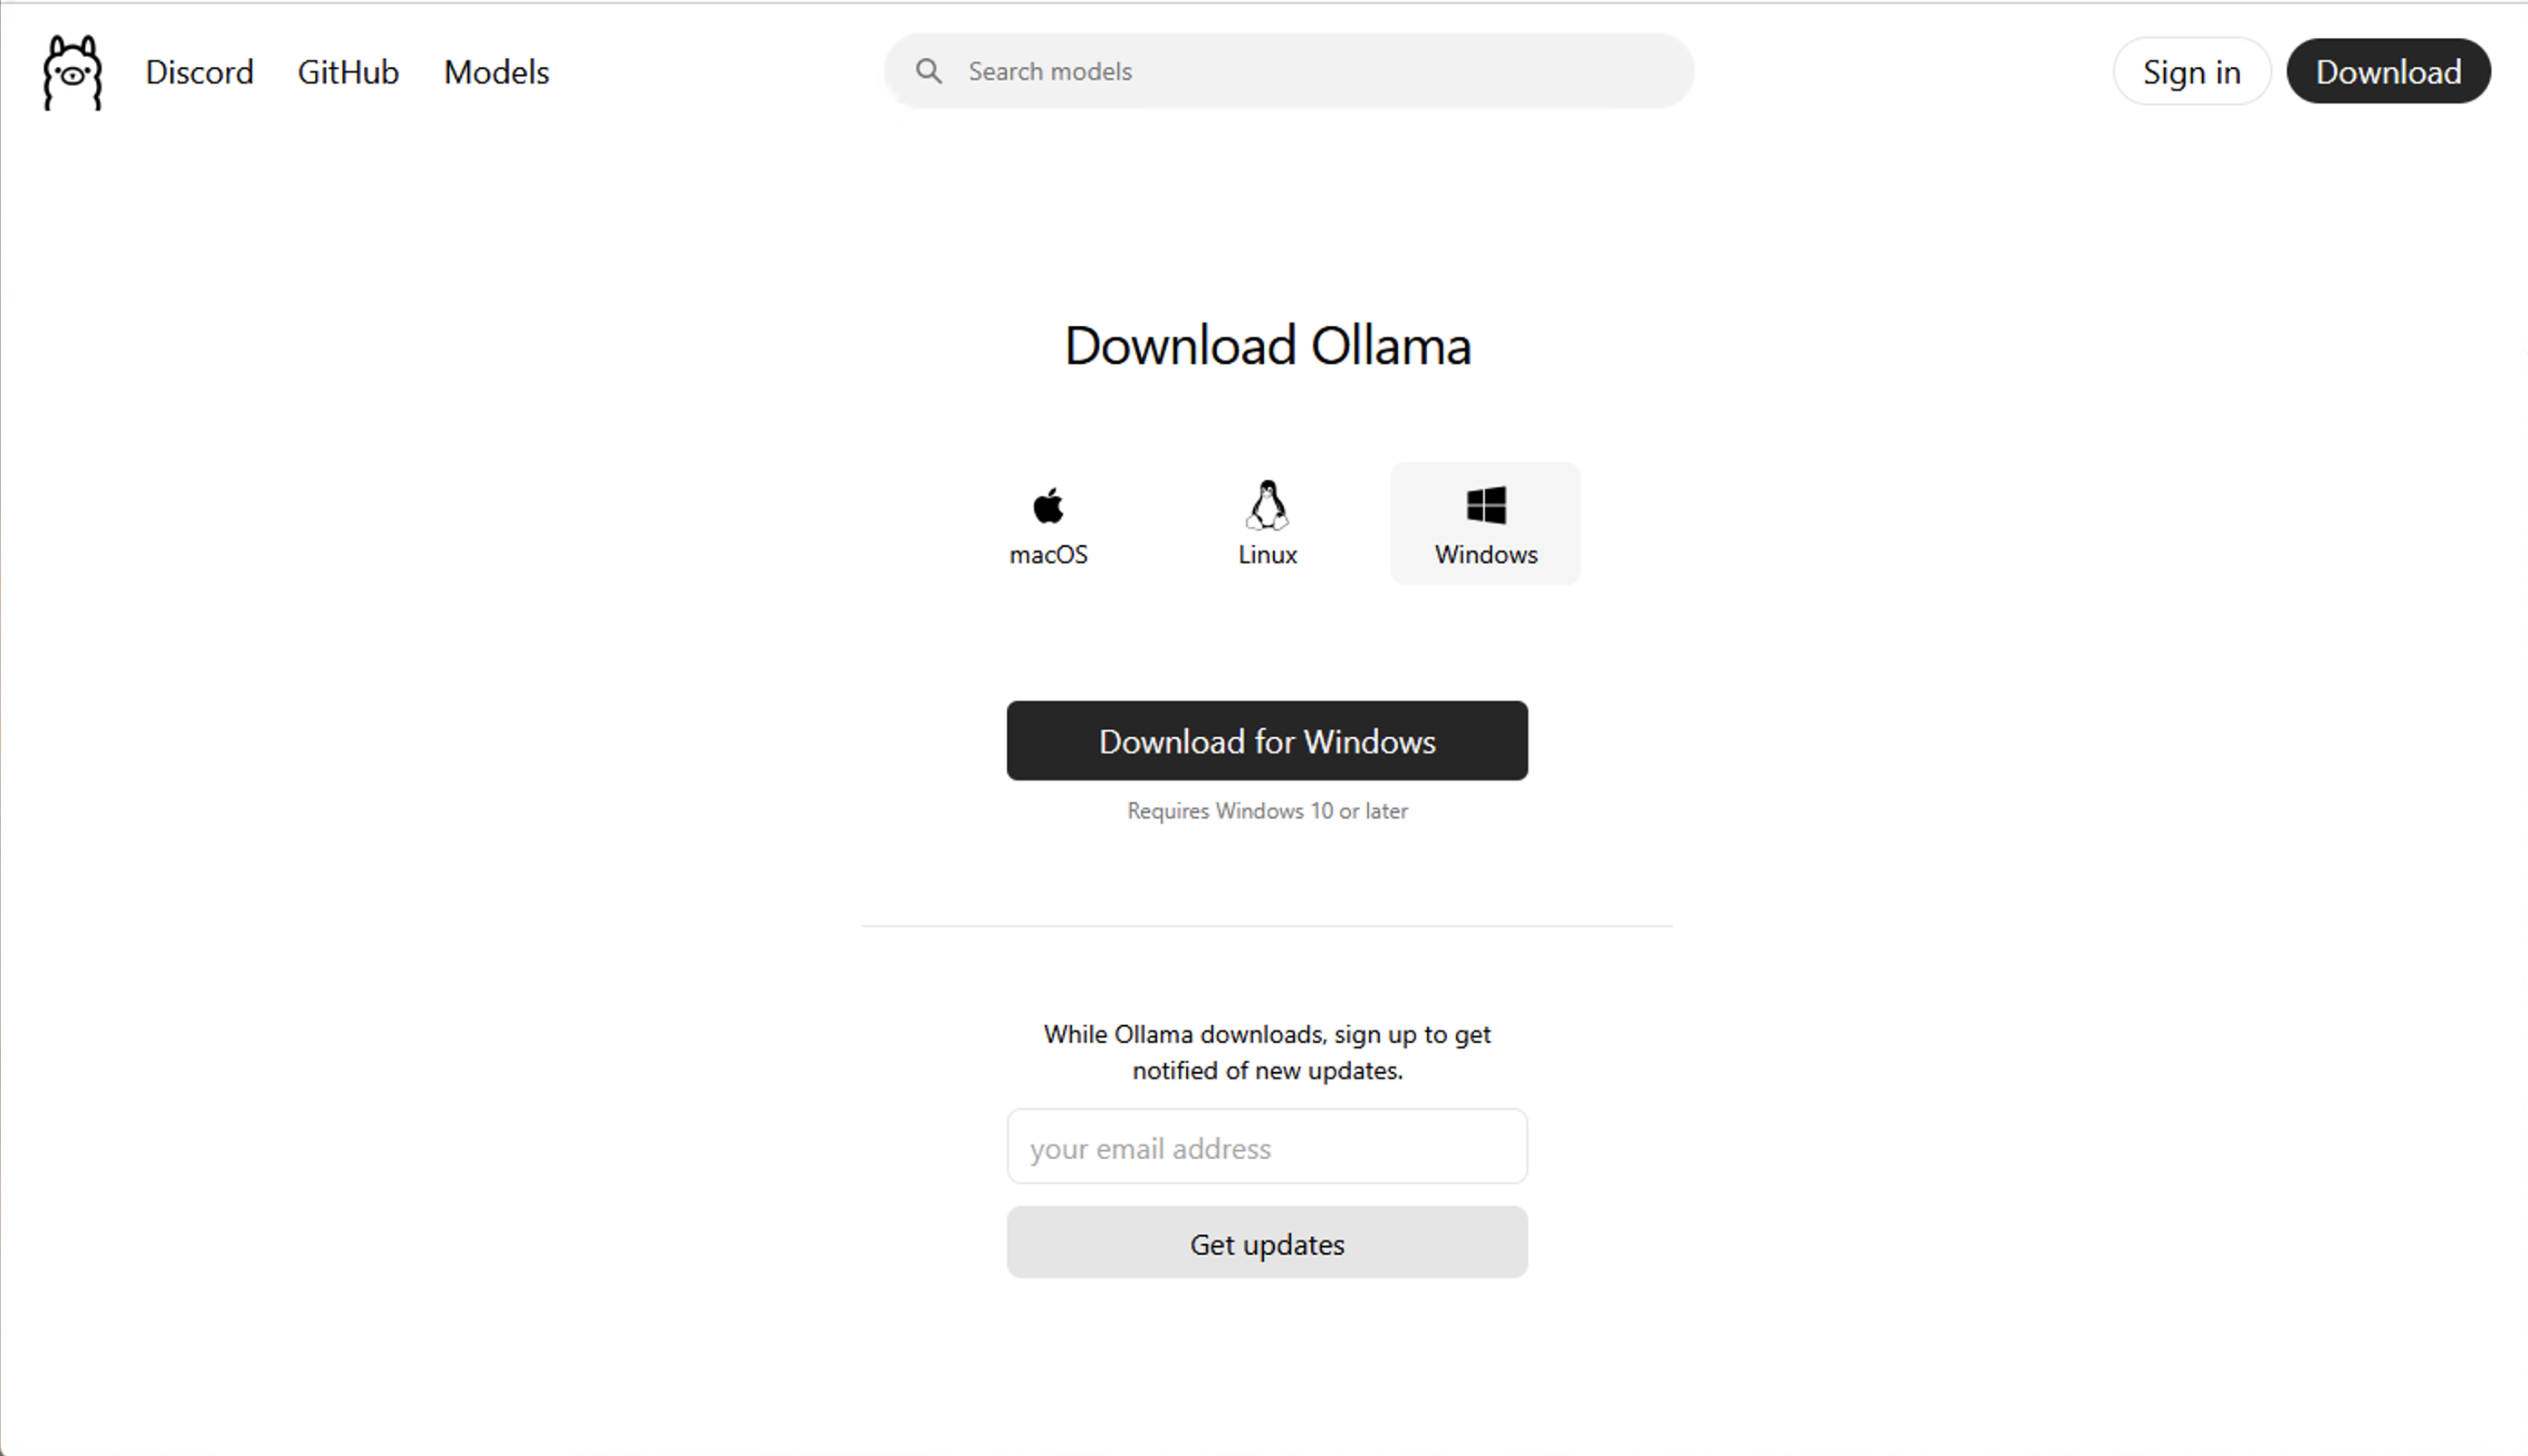 Discord GitHub Models Search models Sign in Download
Download Ollama
macOS Linux Windows
Download for Windows
Requires Windows 10 or later
While Ollama downloads, sign up to get
notified of new updates.
your email address
Get updates